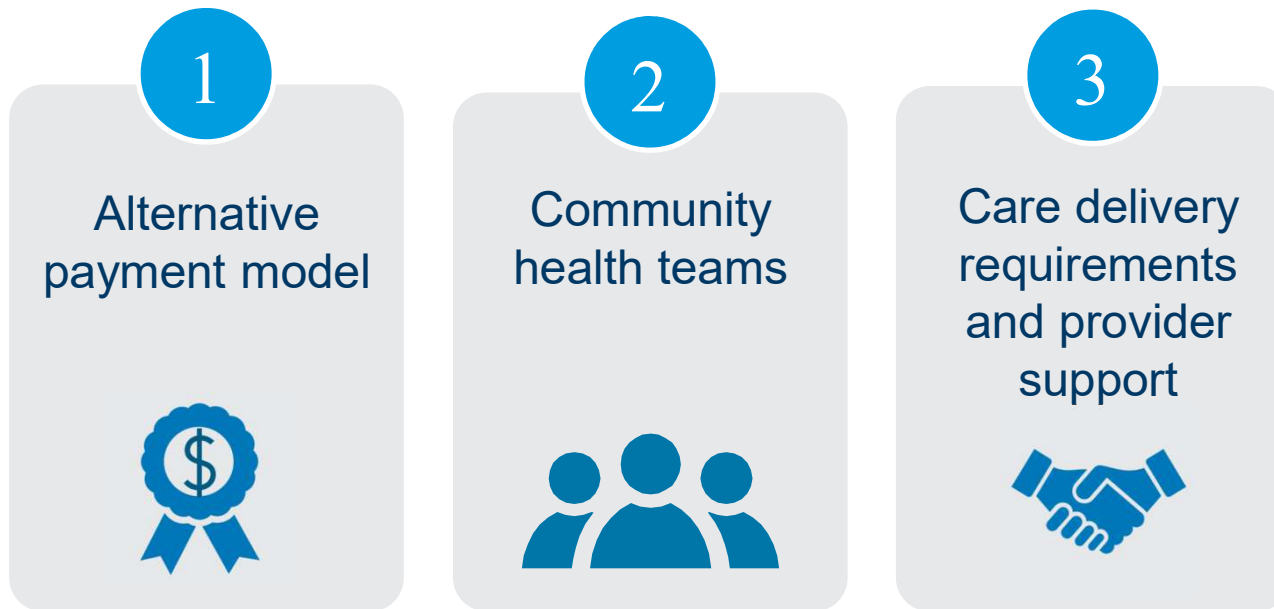 1
Alternative
payment model
$
2
Community
health teams
3
Care delivery
requirements
and provider
support